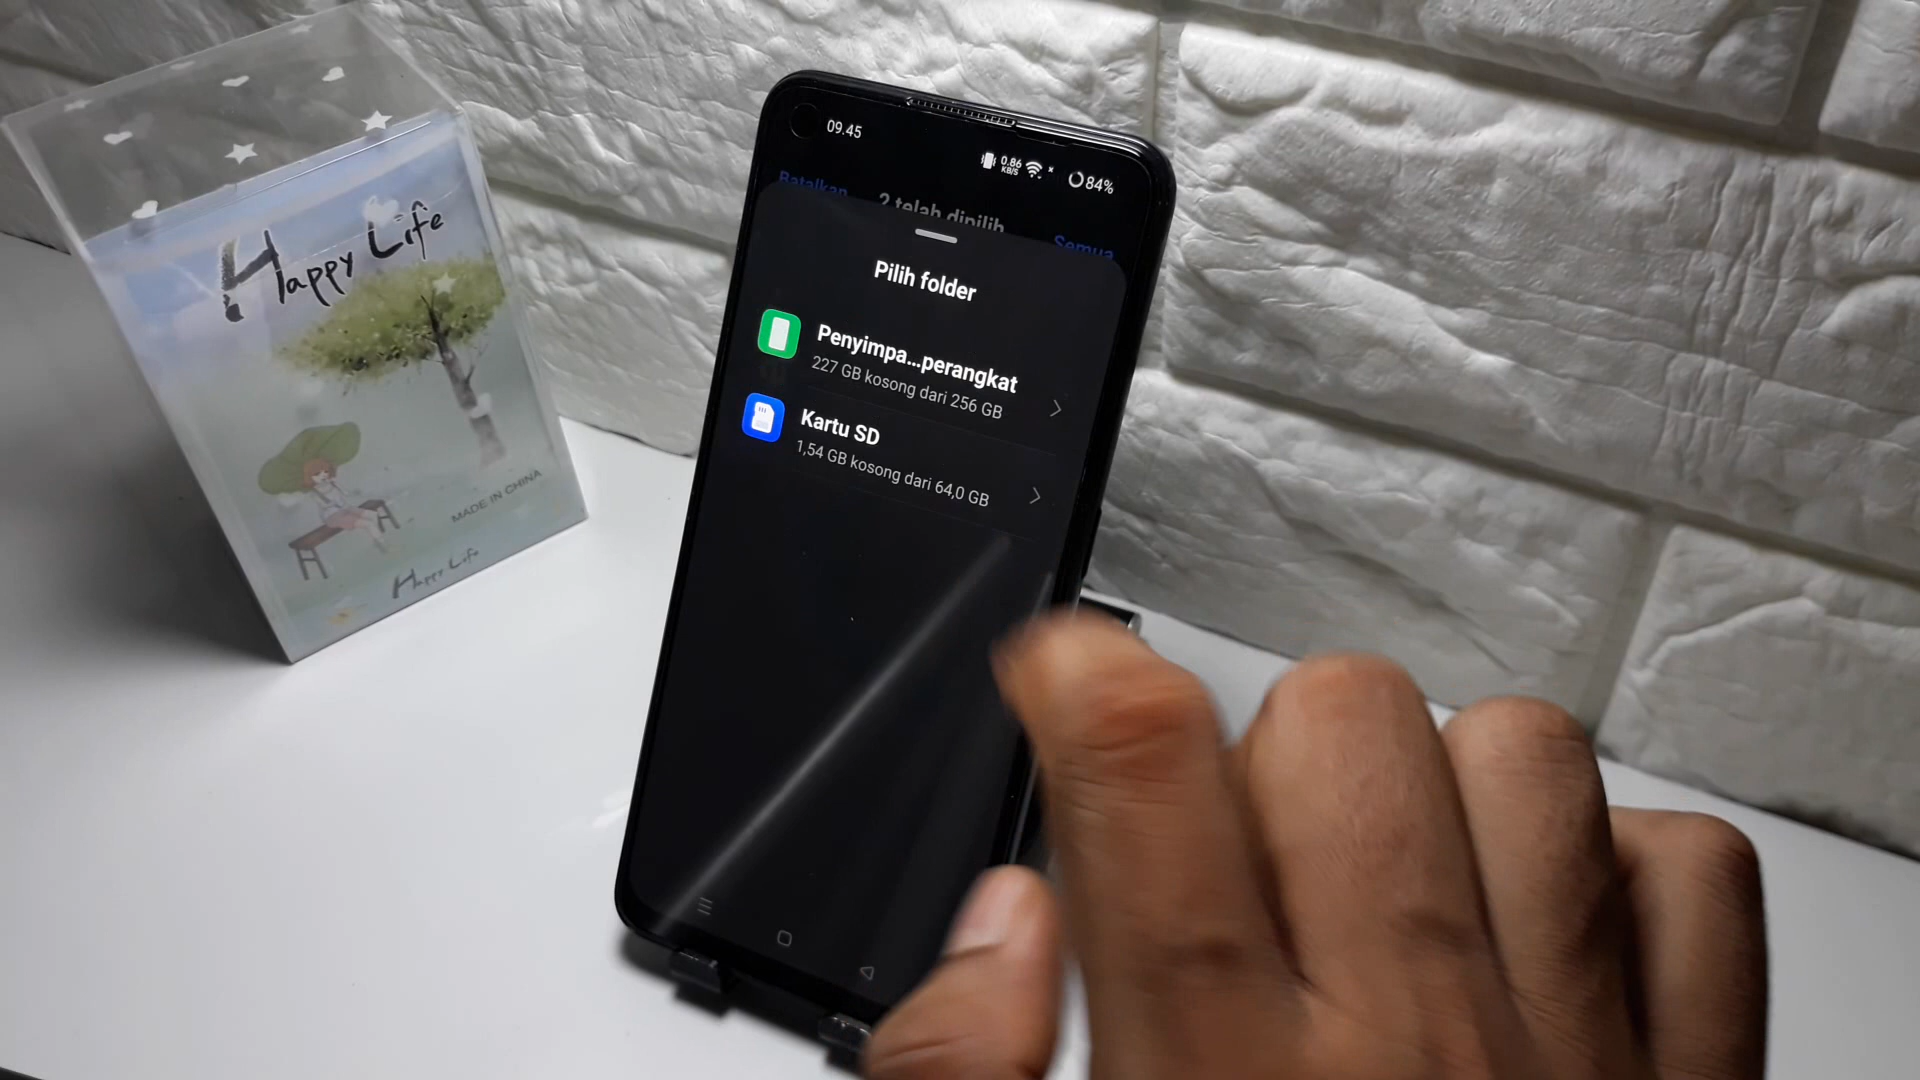 Happy Life
MADE IN CHINA
Happy Life
09.45
0.86
KB/S
84%
Batalkan
2 telah dipilih
Semua
Pilih folder
Penyimpa...perangkat
227 GB kosong dari 256 GB
Kartu SD
1,54 GB kosong dari 64,0 GB